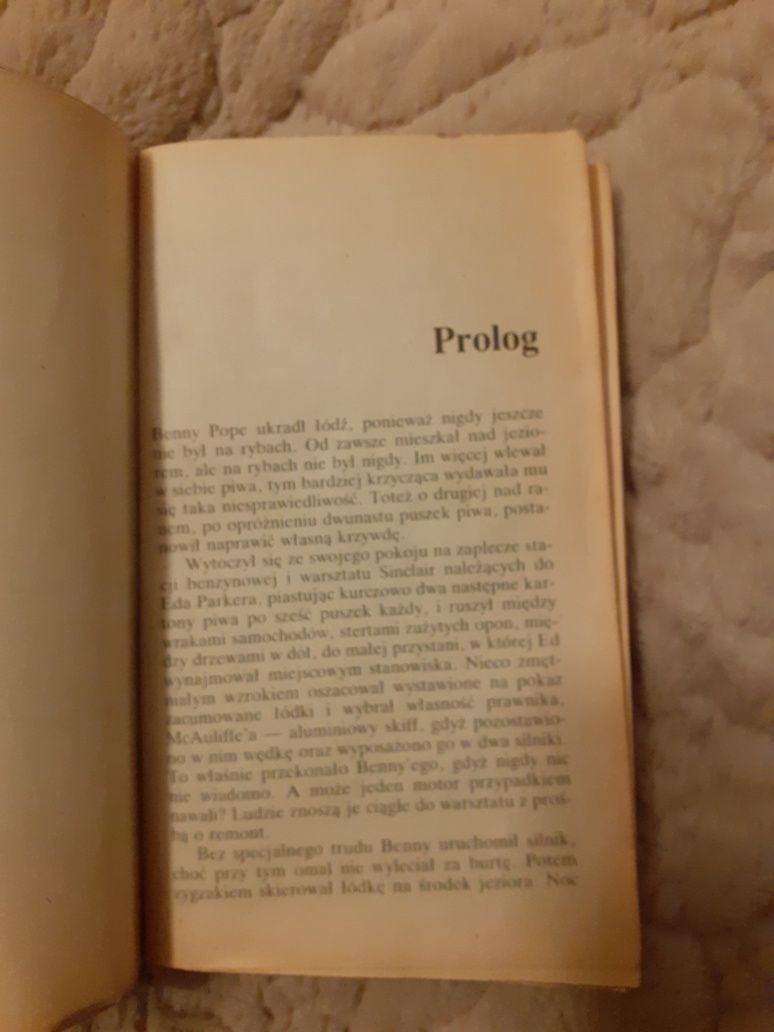 Prolog
Benny Pope ukradł łódź, ponieważ nigdy jeszcze
nie był na rybach. Od zawsze mieszkał nad jezio-
rem, ale na rybach nie był nigdy. Im więcej wlewał
w siebie piwa, tym bardziej krzycząca wydawała mu
się taka niesprawiedliwość. Toteż o drugiej nad ra-
nem, po opróżnieniu dwunastu puszek piwa, posta-
nowił naprawić własną krzywdę.
Wytoczył się ze swojego pokoju na zaplecze sta-
cji benzynowej i warsztatu Sinclair należących do
Eda Parkera, piastując kurczowo dwa następne kar-
tony piwa po sześć puszek każdy, i ruszył między
wrakami samochodów, stertami zużytych opon, mię-
dzy drzewami w dół, do małej przystani, w której Ed
wynajmował miejscowym stanowiska. Nieco zmęt-
niałym wzrokiem oszacował wystawione na pokaz
zacumowane łódki i wybrał własność prawnika,
McAuliffe'a — aluminiowy skiff, gdyż pozostawio-
no w nim wędkę oraz wyposażono go w dwa silniki.
To właśnie przekonało Benny'ego, gdyż nigdy nic
nie wiadomo. A może jeden motor przypadkiem
nawali? Ludzie znoszą je ciągle do warsztatu z proś-
bą o remont.
Bez specjalnego trudu Benny uruchomił silnik,
choć przy tym omal nie wyleciał za burtę. Potem
zygzakiem skierował łódkę na środek jeziora. Noc